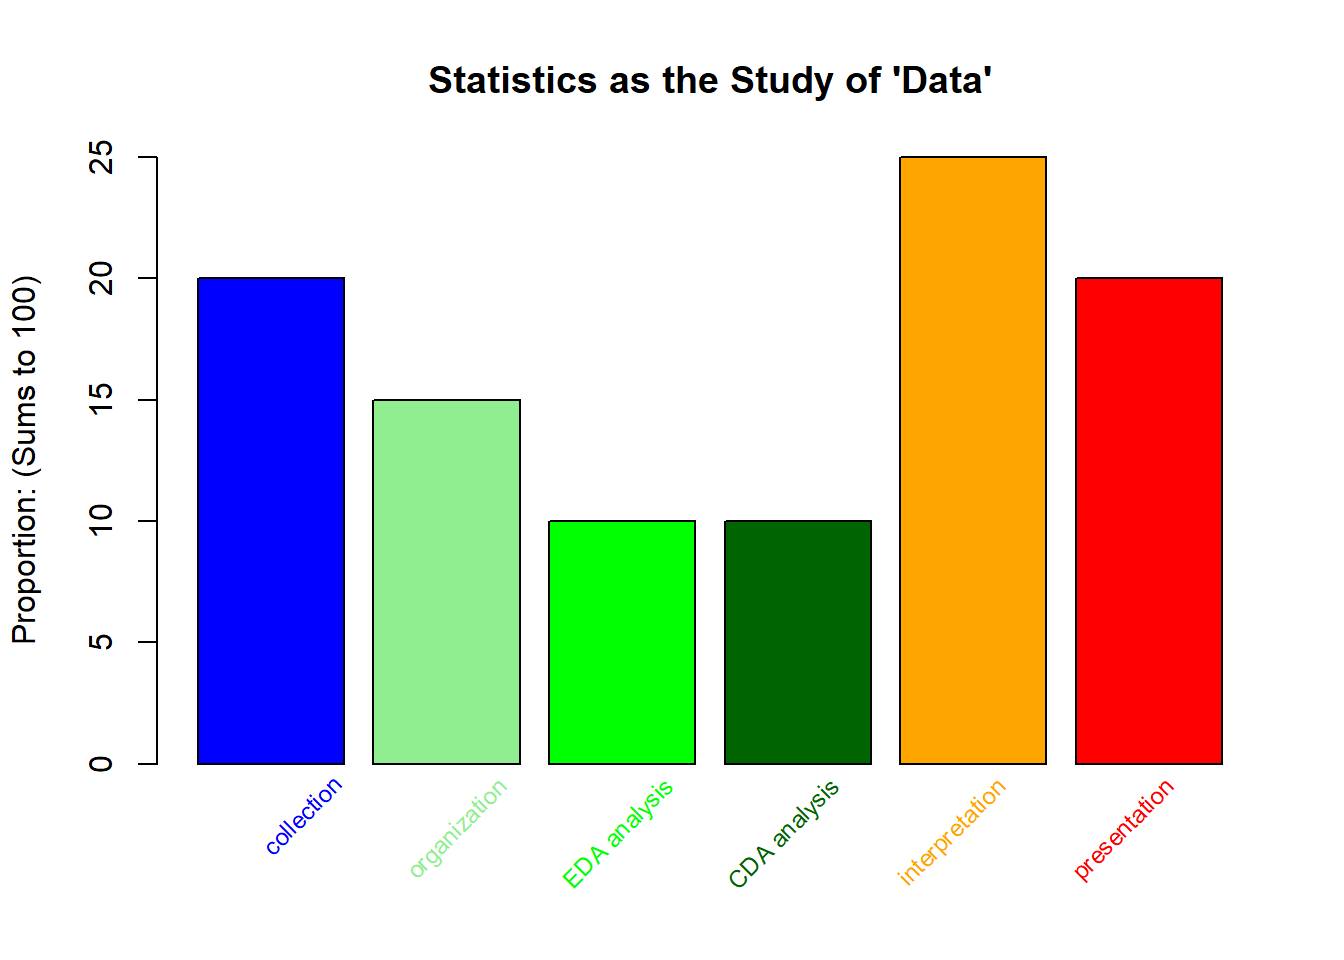 Statistics as the Study of 'Data'
Proportion: (Sums to 100)
25
20
15
10
5
0
collection
organization
EDA analysis
CDA analysis
interpretation
presentation